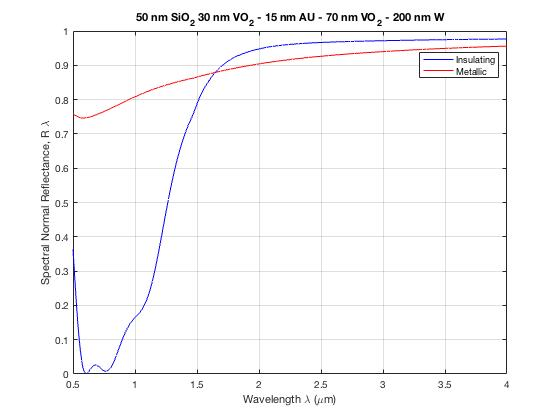 50 nm SiO2 30 nm VO2 - 15 nm AU - 70 nm VO2 - 200 nm W
1
0.9
0.8
0.7
0.6
0.5
0.4
0.3
0.2
0.1
0
Spectral Normal Reflectance, R λ
Insulating
Metallic
0.5 1 1.5 2 2.5 3 3.5 4
Wavelength λ (μm)